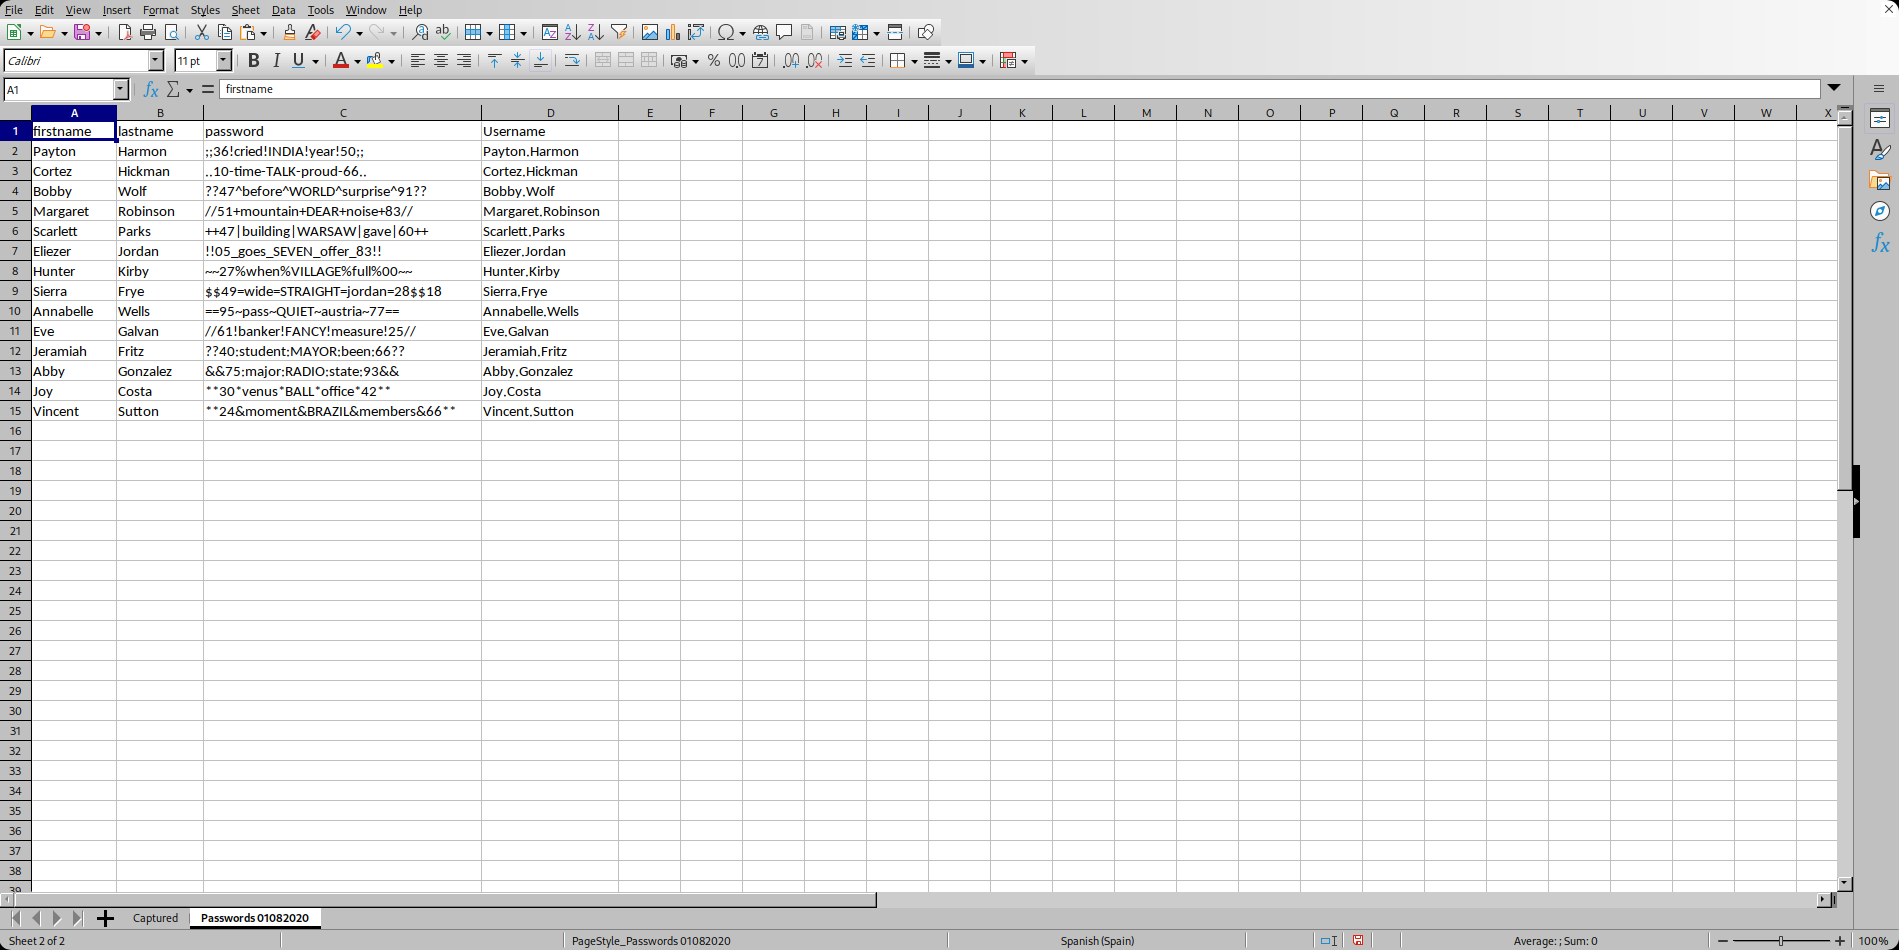 File Edit View Insert Format Styles Sheet Data Tools Window Help
Calibri 11 pt
A1 firstname
A B C D E F G H I J K L M N O P Q R S T U V W X
1 firstname lastname password Username
2 Payton Harmon ;;36!cried!INDIA!year!50;; Payton.Harmon
3 Cortez Hickman ..10-time-TALK-proud-66.. Cortez.Hickman
4 Bobby Wolf ??47^before^WORLD^surprise^91?? Bobby.Wolf
5 Margaret Robinson //51+mountain+DEAR+noise+83// Margaret.Robinson
6 Scarlett Parks ++47|building|WARSAW|gave|60++ Scarlett.Parks
7 Eliezer Jordan !!05_goes_SEVEN_offer_83!! Eliezer.Jordan
8 Hunter Kirby ~~27%when%VILLAGE%full%00~~ Hunter.Kirby
9 Sierra Frye $$49=wide=STRAIGHT=jordan=28$$18 Sierra.Frye
10 Annabelle Wells ==95~pass~QUIET~austria~77== Annabelle.Wells
11 Eve Galvan //61!banker!FANCY!measure!25// Eve.Galvan
12 Jeramiah Fritz ??40;student;MAYOR;been;66?? Jeramiah.Fritz
13 Abby Gonzalez &&75;major;RADIO;state;93&& Abby.Gonzalez
14 Joy Costa **30*venus*BALL*office*42** Joy.Costa
15 Vincent Sutton **24&moment&BRAZIL&members&66** Vincent.Sutton
16
17
18
19
20
21
22
23
24
25
26
27
28
29
30
31
32
33
34
35
36
37
38
39
Captured Passwords 01082020
Sheet 2 of 2 PageStyle_Passwords 01082020 Spanish (Spain) Average: ; Sum: 0 100%